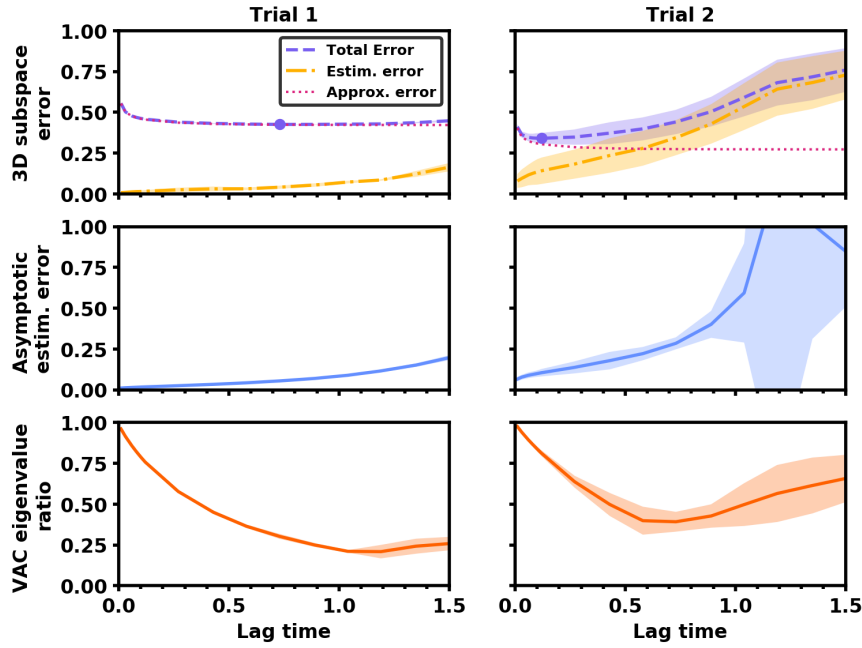 Trial 1
Trial 2
3D subspace
error
1.00
0.75
0.50
0.25
0.00
Total Error
Estim. error
Approx. error
Asymptotic
estim. error
1.00
0.75
0.50
0.25
0.00
VAC eigenvalue
ratio
1.00
0.75
0.50
0.25
0.00
0.0
0.5
1.0
1.5
0.0
0.5
1.0
1.5
Lag time
Lag time